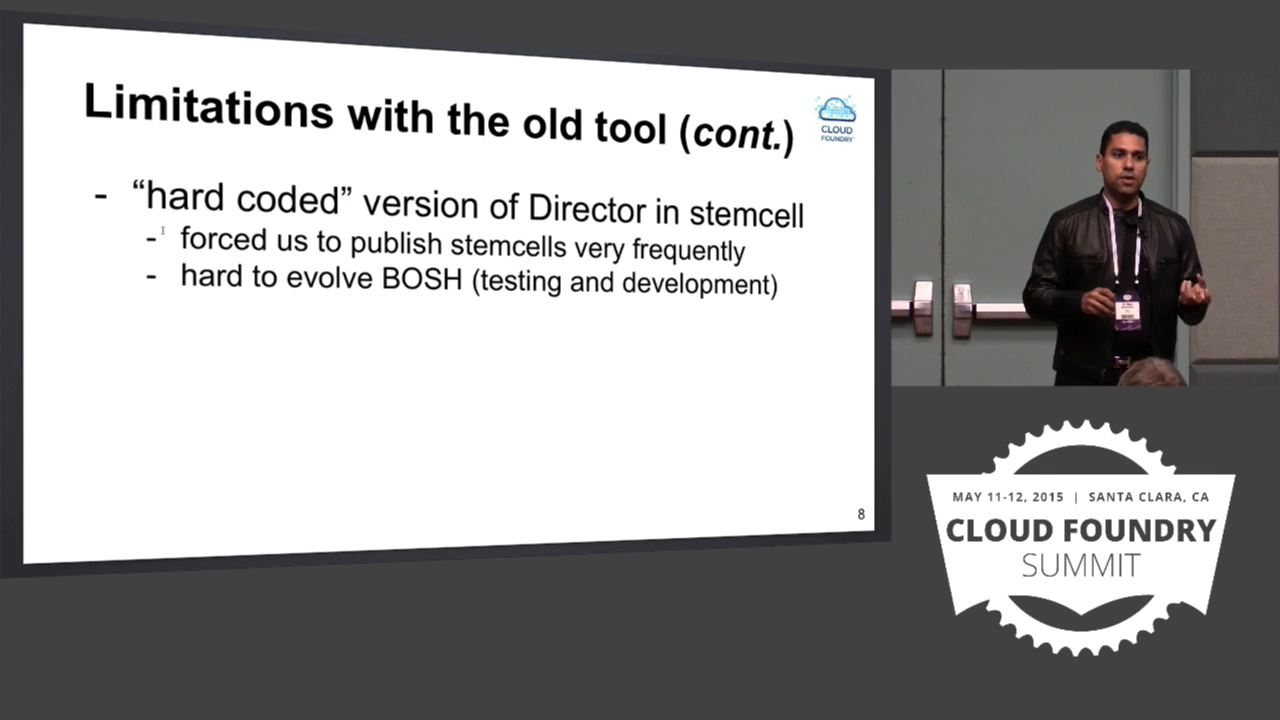 Limitations with the old tool (cont.)
CLOUD
FOUNDRY
- “hard coded” version of Director in stemcell
- forced us to publish stemcells very frequently
- hard to evolve BOSH (testing and development)
8
MAY 11-12, 2015 | SANTA CLARA, CA
CLOUD FOUNDRY
SUMMIT